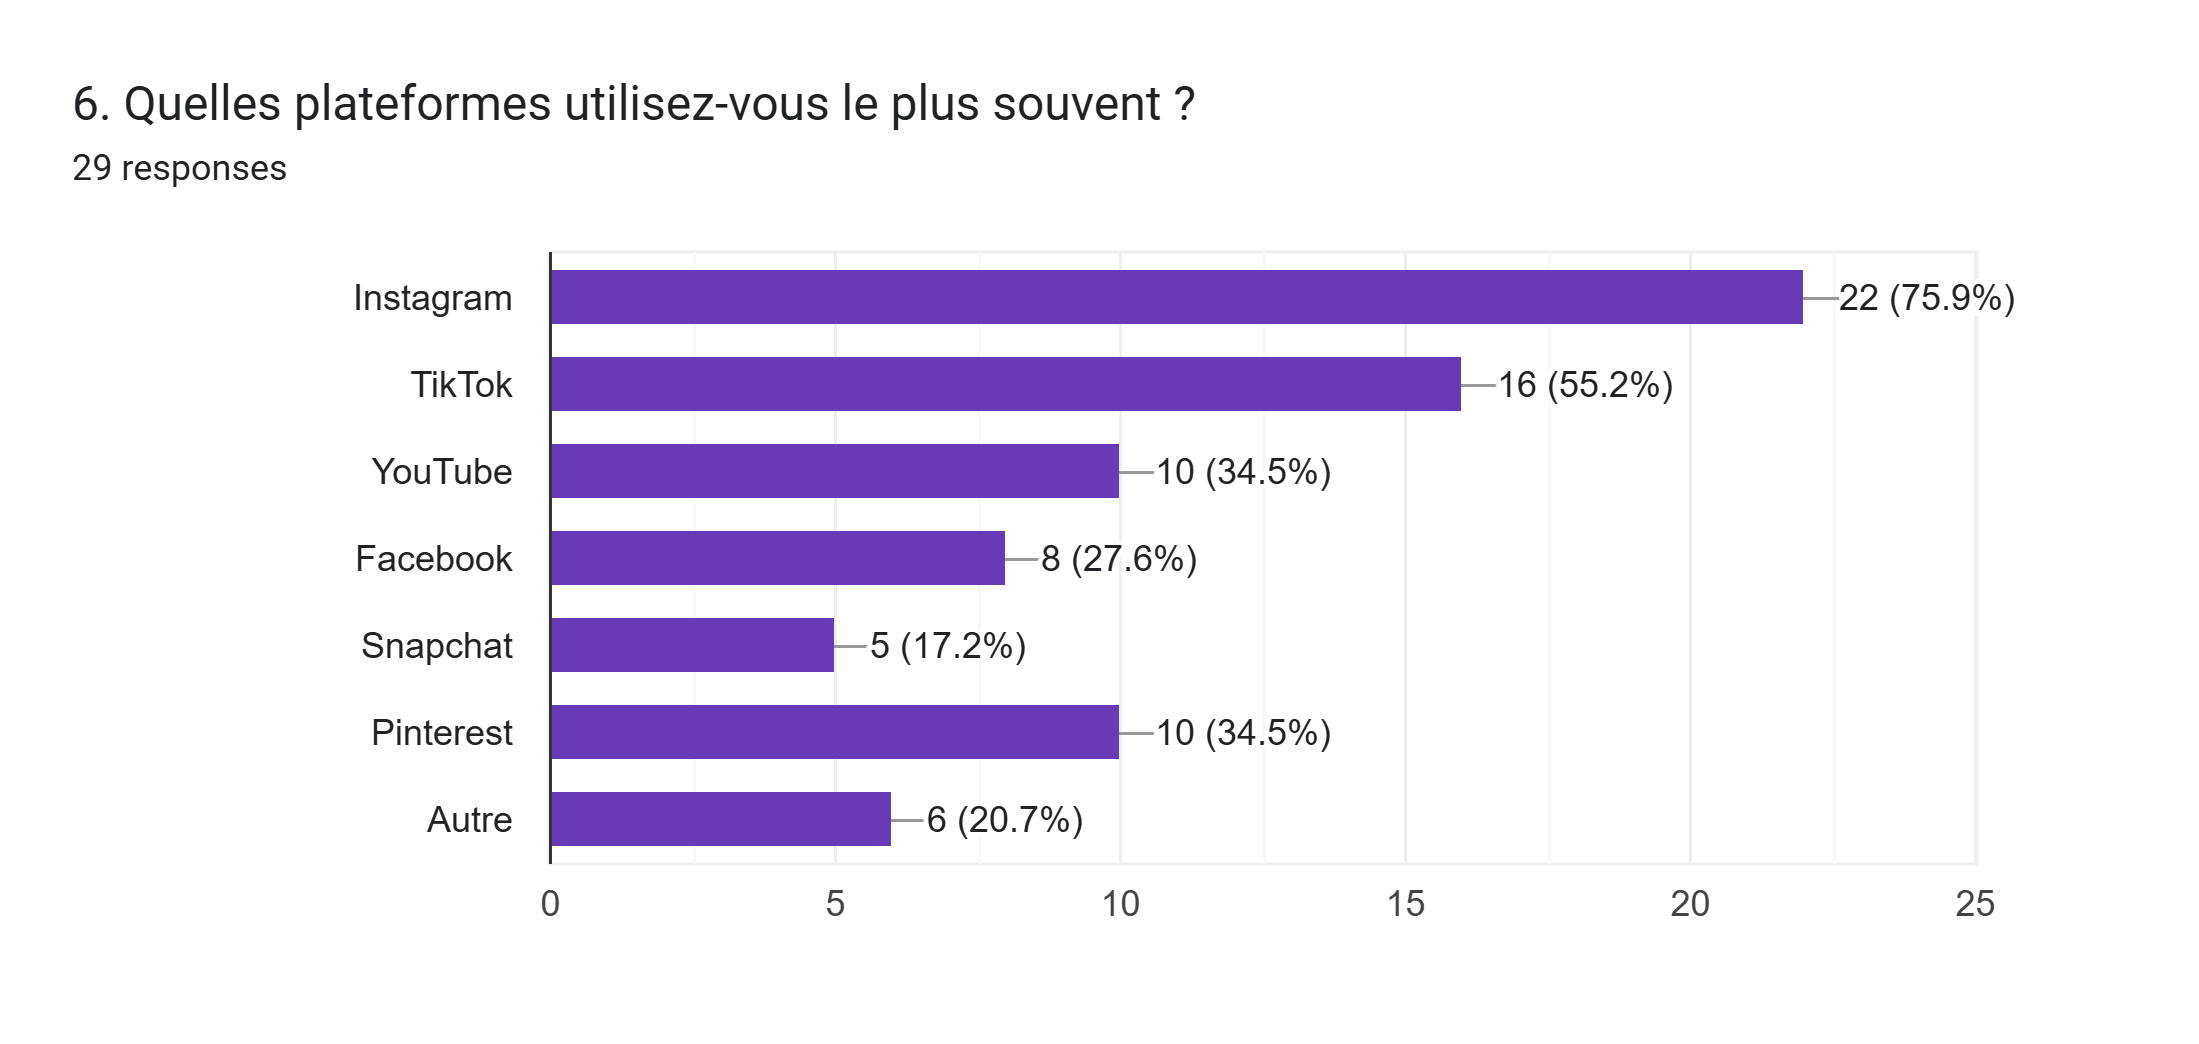 6. Quelles plateformes utilisez-vous le plus souvent ?
29 responses
Instagram 22 (75.9%)
TikTok 16 (55.2%)
YouTube 10 (34.5%)
Facebook 8 (27.6%)
Snapchat 5 (17.2%)
Pinterest 10 (34.5%)
Autre 6 (20.7%)
0 5 10 15 20 25